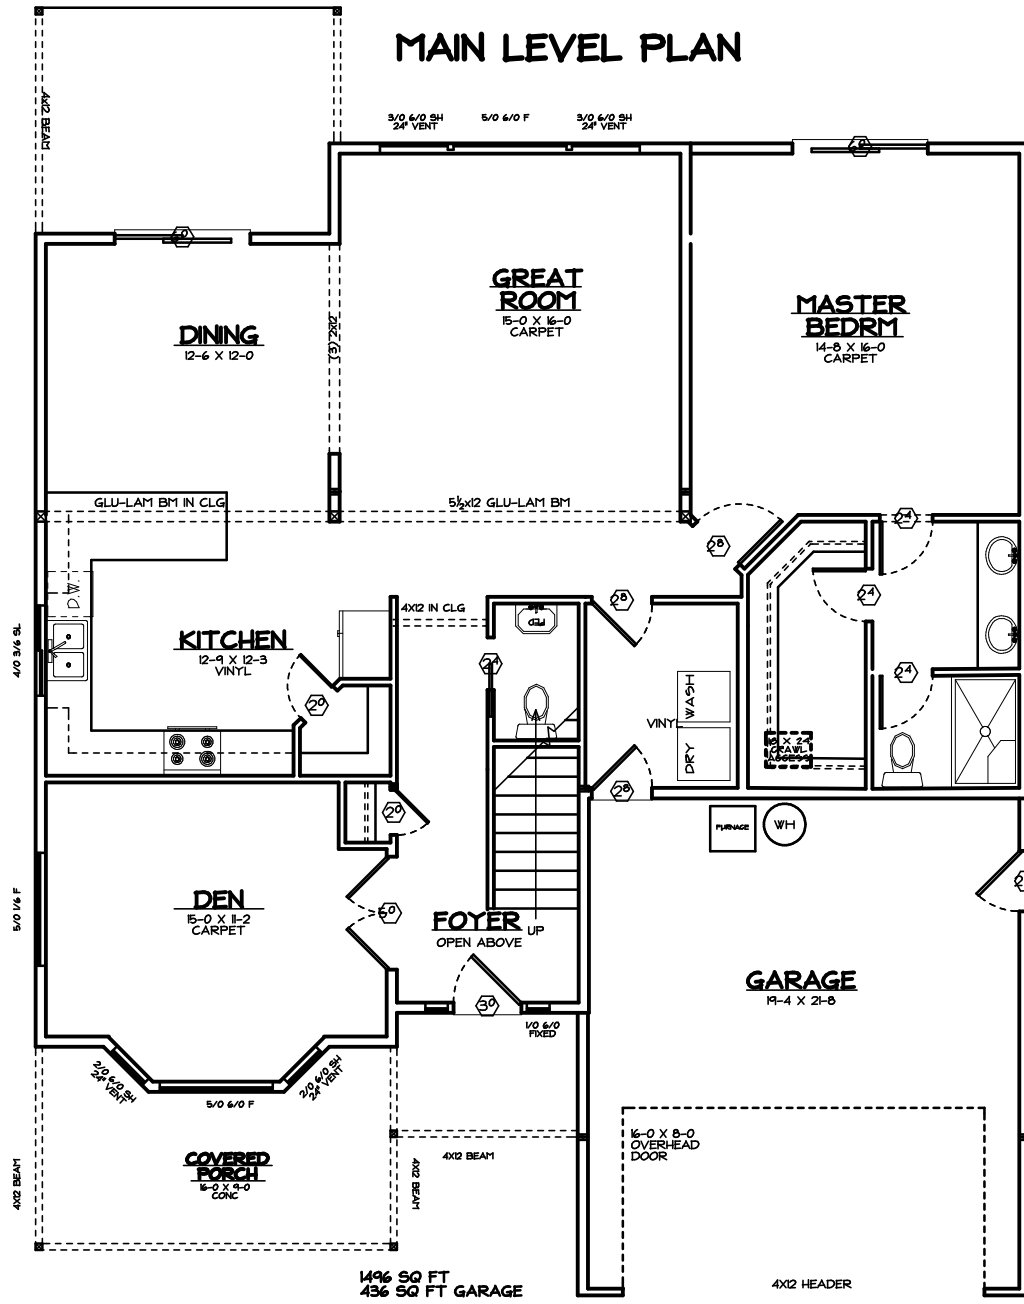 MAIN LEVEL PLAN
4X12 BEAM
3/0 6/0 SH
24" VENT
5/0 6/0 F
3/0 6/0 SH
24" VENT
GREAT
ROOM
15-0 X 16-0
CARPET
MASTER
BEDRM
14-8 X 16-0
CARPET
DINING
12-6 X 12-0
(3) 2X12
GLU-LAM BM IN CLG
5½x12 GLU-LAM BM
2⁸
2⁴
D.W.
2⁸
2⁴
4X12 IN CLG
PED
4/0 3/6 SL
KITCHEN
12-9 X 12-3
VINYL
2⁴
2⁴
2⁰
WASH
VINYL
DRY
18 X 24
CRAWL
ACCESS
2⁸
2⁰
FURNACE
WH
5/0 1/6 F
DEN
15-0 X 11-2
CARPET
5⁰
FOYER
OPEN ABOVE
UP
GARAGE
19-4 X 21-8
3⁰
1/0 6/0
FIXED
2/0 6/0 SH
24" VENT
2/0 6/0 SH
24" VENT
5/0 6/0 F
16-0 X 8-0
OVERHEAD
DOOR
4X12 BEAM
COVERED
PORCH
16-0 X 9-0
CONC
4X12 BEAM
4X12 BEAM
1496 SQ FT
436 SQ FT GARAGE
4X12 HEADER